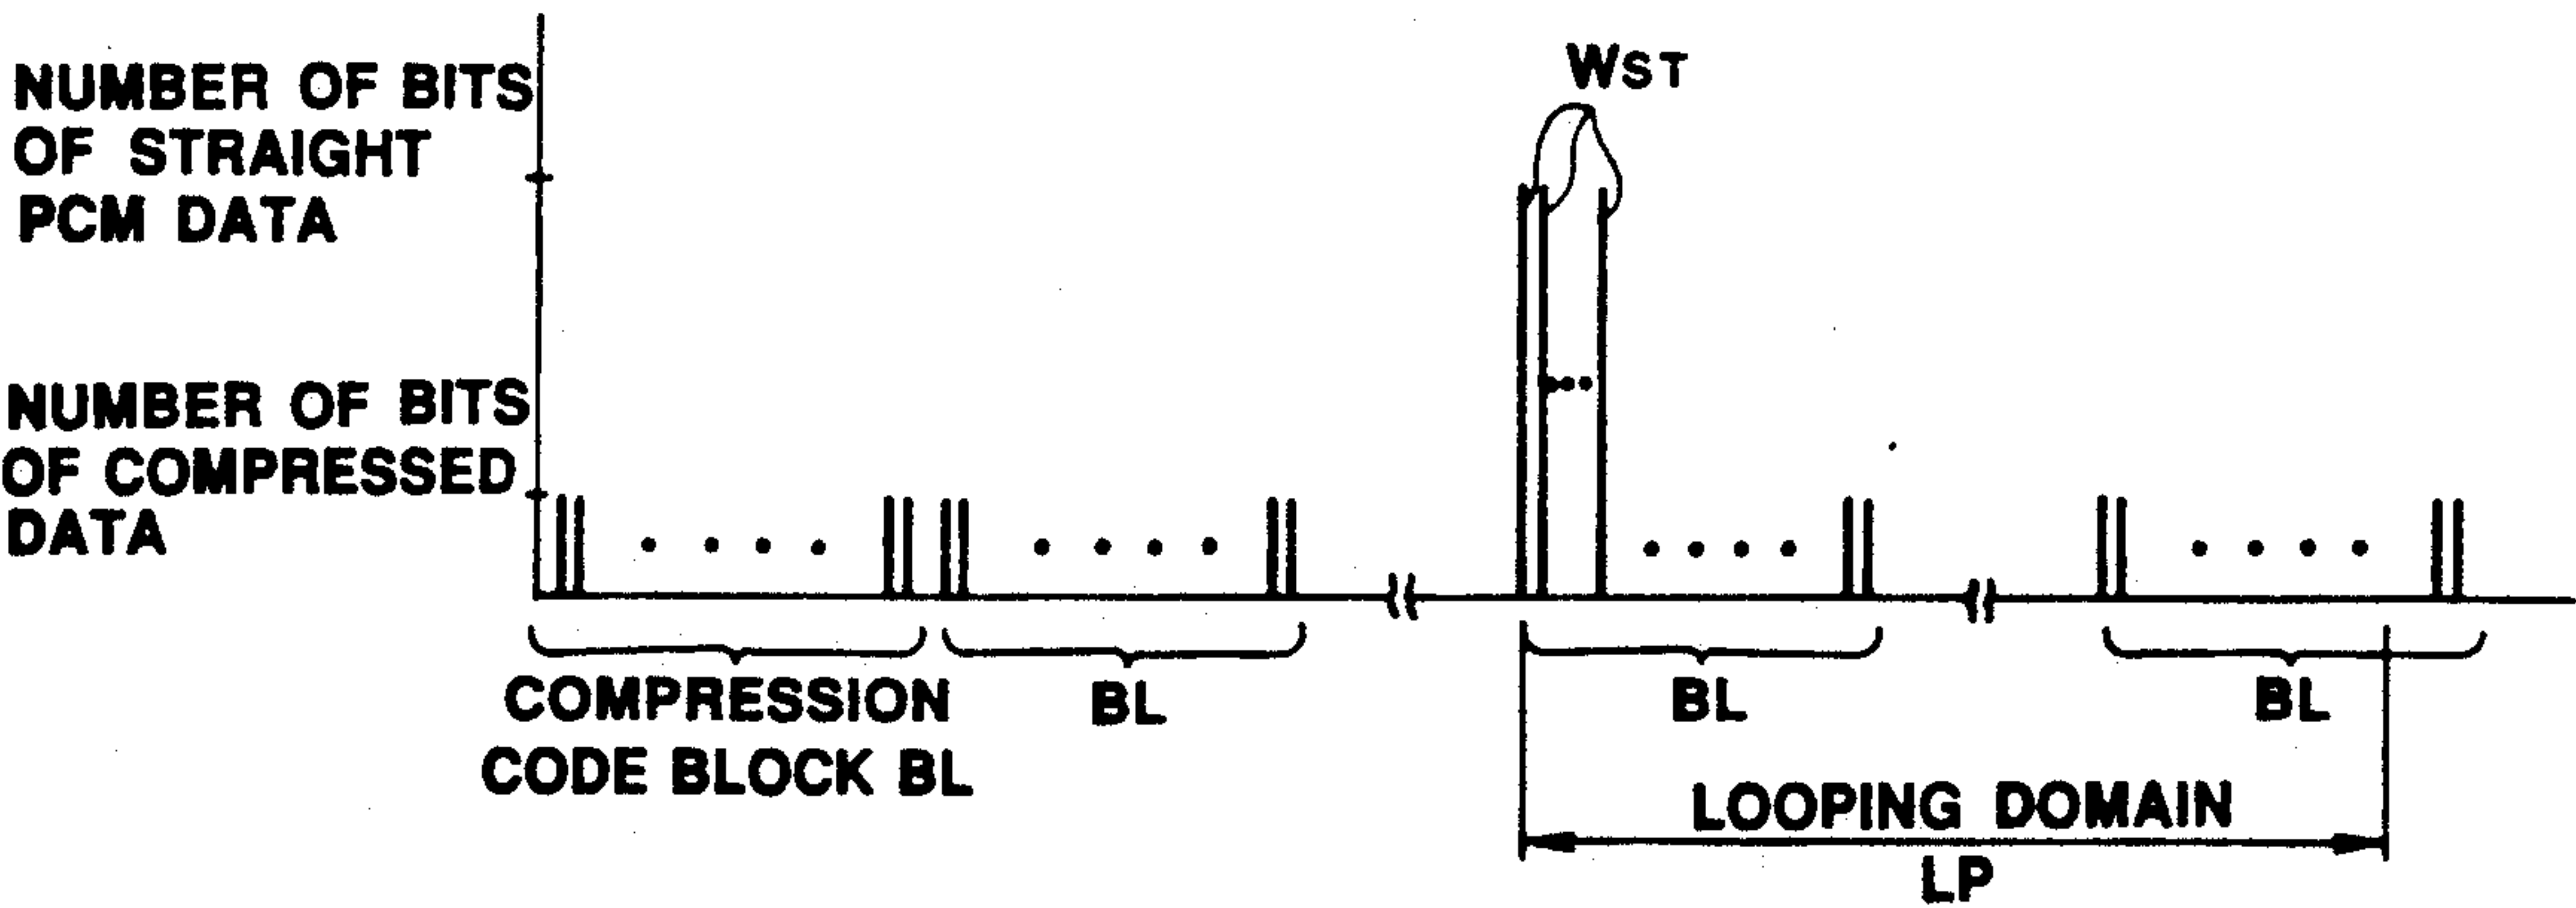 NUMBER OF BITS
OF STRAIGHT
PCM DATA
WST
NUMBER OF BITS
OF COMPRESSED
DATA
COMPRESSION
CODE BLOCK BL
BL
BL
BL
LOOPING DOMAIN
LP